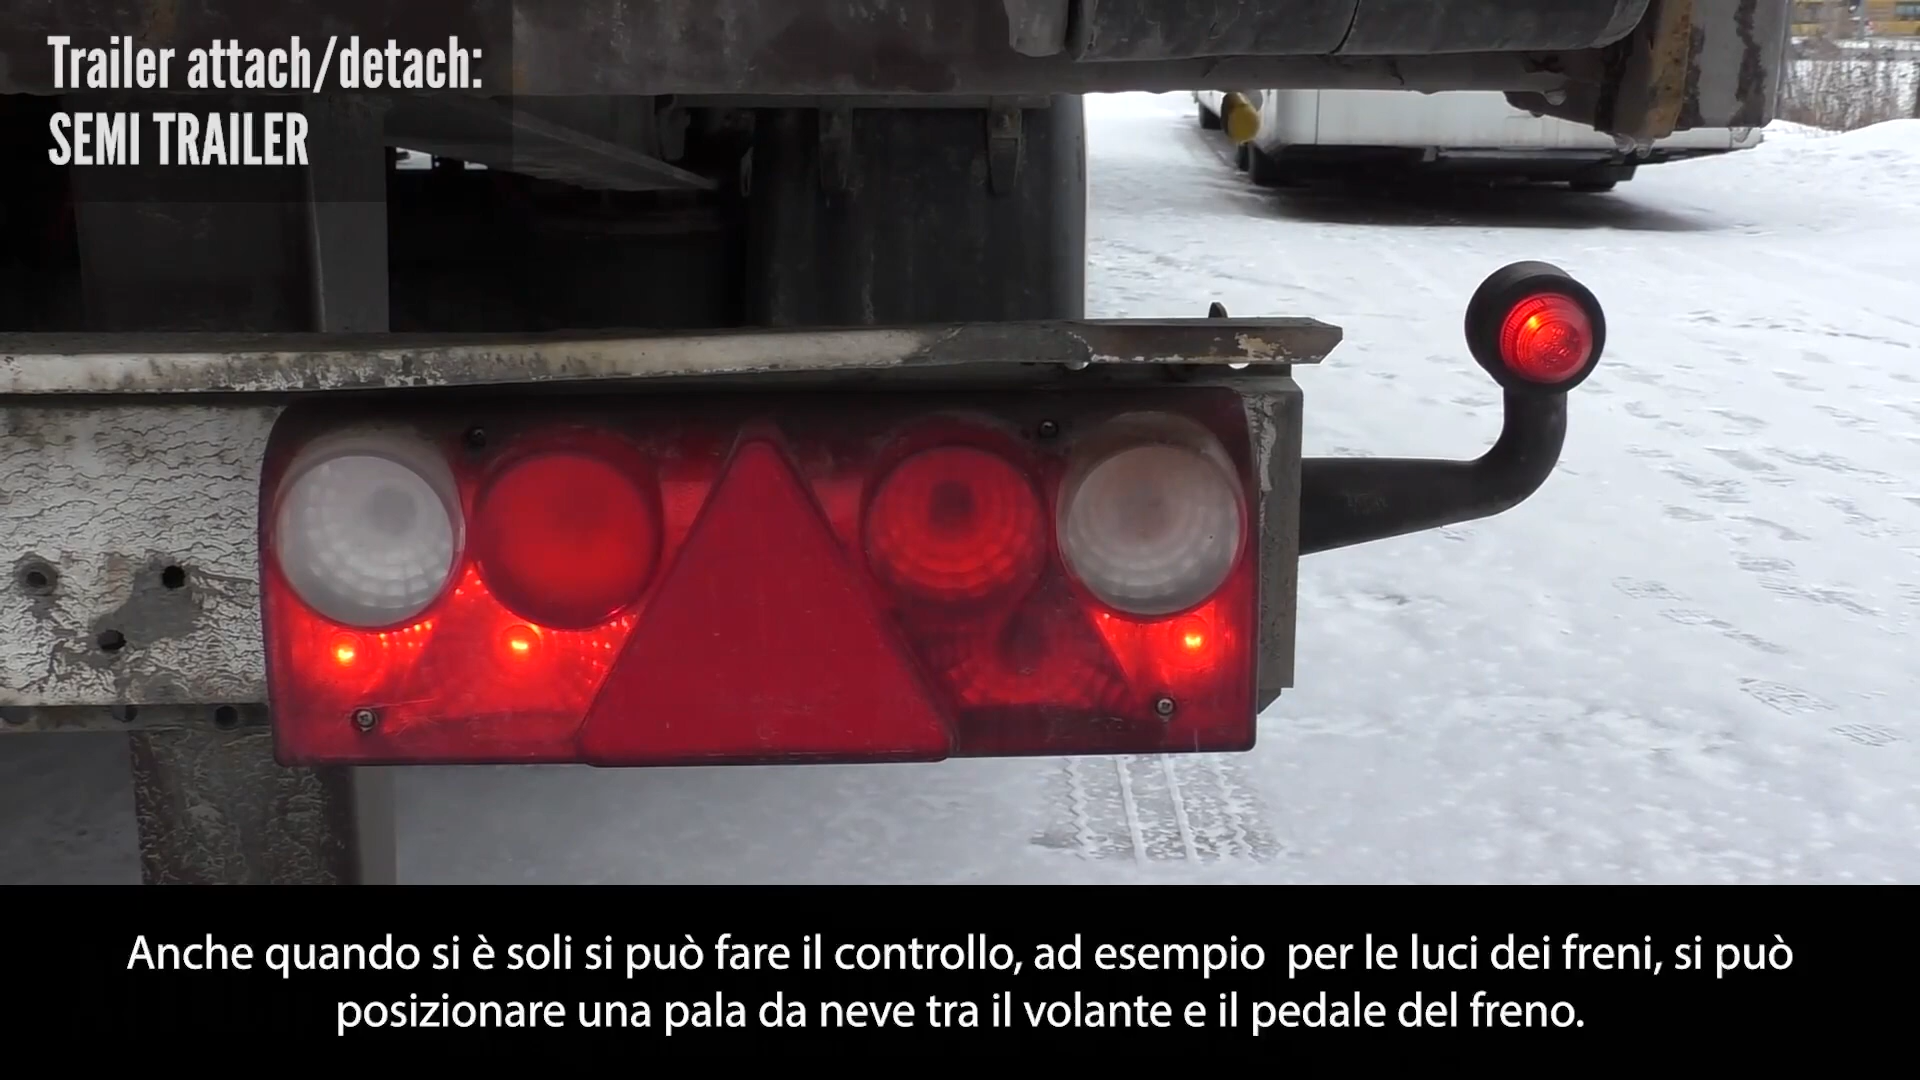 Trailer attach/detach:
SEMI TRAILER
Anche quando si è soli si può fare il controllo, ad esempio  per le luci dei freni, si può
posizionare una pala da neve tra il volante e il pedale del freno.